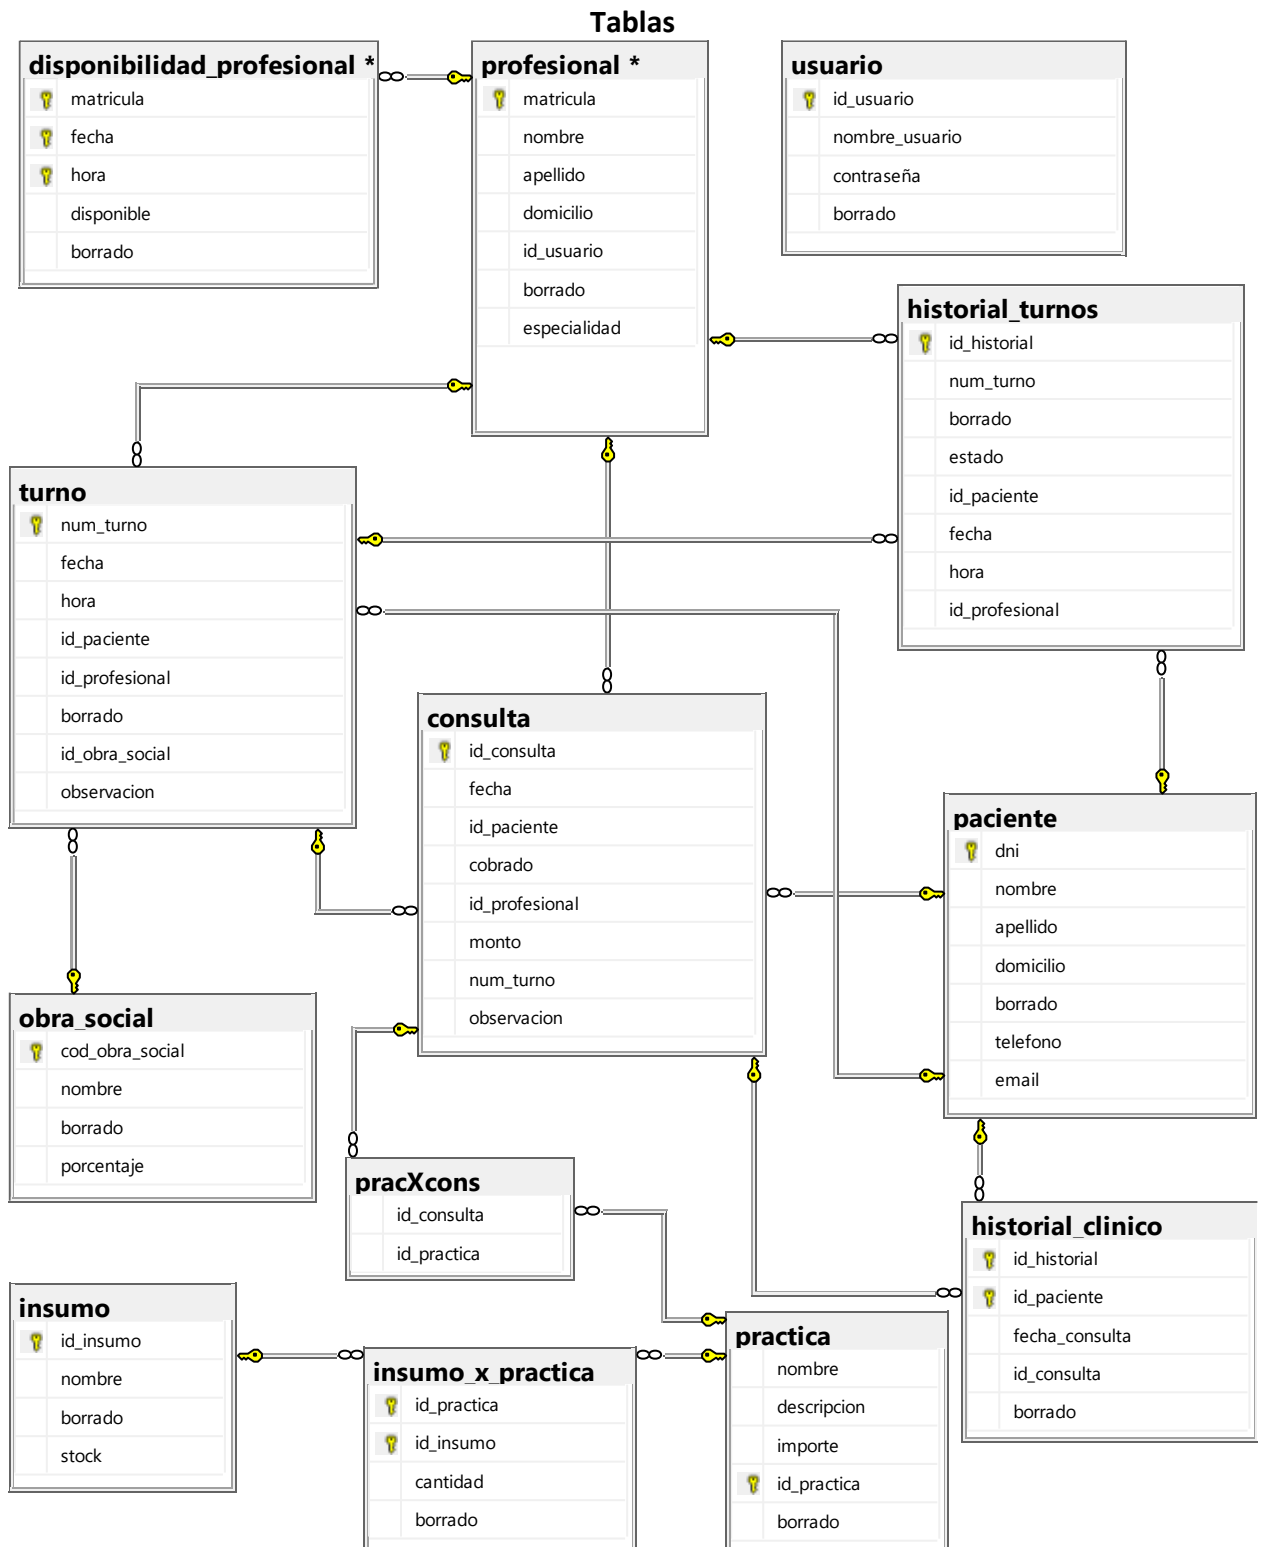 Tablas
disponibilidad_profesional *
matricula
fecha
hora
disponible
borrado
profesional *
matricula
nombre
apellido
domicilio
id_usuario
borrado
especialidad
usuario
id_usuario
nombre_usuario
contraseña
borrado
historial_turnos
id_historial
num_turno
borrado
estado
id_paciente
fecha
hora
id_profesional
turno
num_turno
fecha
hora
id_paciente
id_profesional
borrado
id_obra_social
observacion
consulta
id_consulta
fecha
id_paciente
cobrado
id_profesional
monto
num_turno
observacion
paciente
dni
nombre
apellido
domicilio
borrado
telefono
email
obra_social
cod_obra_social
nombre
borrado
porcentaje
pracXcons
id_consulta
id_practica
historial_clinico
id_historial
id_paciente
fecha_consulta
id_consulta
borrado
insumo
id_insumo
nombre
borrado
stock
insumo_x_practica
id_practica
id_insumo
cantidad
borrado
practica
nombre
descripcion
importe
id_practica
borrado